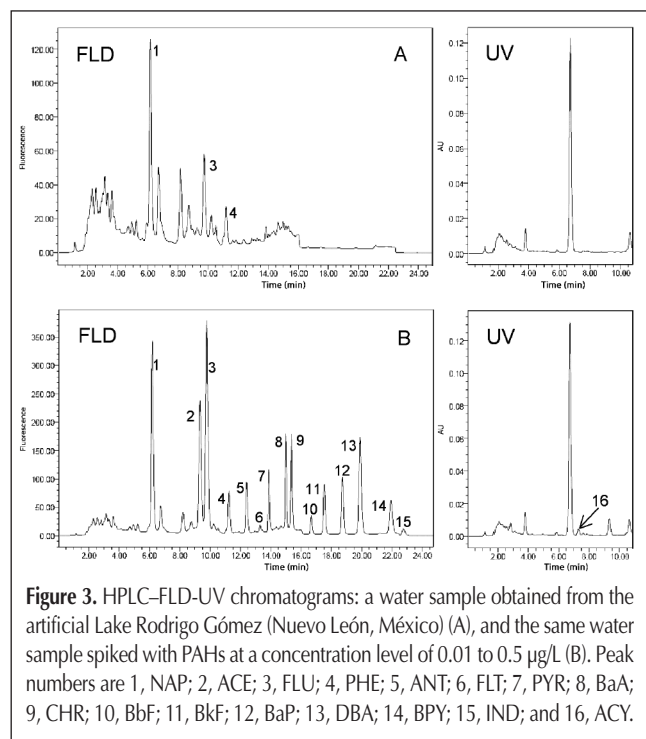 FLD
A
1
3
4
Fluorescence
120.00
100.00
80.00
60.00
40.00
20.00
0.00
2.00 4.00 6.00 8.00 10.00 12.00 14.00 16.00 18.00 20.00 22.00 24.00
Time (min)
UV
AU
0.12
0.10
0.08
0.06
0.04
0.02
0.00
2.00 4.00 6.00 8.00 10.00
Time (min)
FLD
B
1
2
3
4
5
6
7
8
9
10
11
12
13
14
15
Fluorescence
350.00
300.00
250.00
200.00
150.00
100.00
50.00
0.00
2.00 4.00 6.00 8.00 10.00 12.00 14.00 16.00 18.00 20.00 22.00 24.00
Time (min)
UV
16
AU
0.12
0.10
0.08
0.06
0.04
0.02
0.00
2.00 4.00 6.00 8.00 10.00
Time (min)
Figure 3. HPLC–FLD-UV chromatograms: a water sample obtained from the
artificial Lake Rodrigo Gómez (Nuevo León, México) (A), and the same water
sample spiked with PAHs at a concentration level of 0.01 to 0.5 µg/L (B). Peak
numbers are 1, NAP; 2, ACE; 3, FLU; 4, PHE; 5, ANT; 6, FLT; 7, PYR; 8, BaA;
9, CHR; 10, BbF; 11, BkF; 12, BaP; 13, DBA; 14, BPY; 15, IND; and 16, ACY.